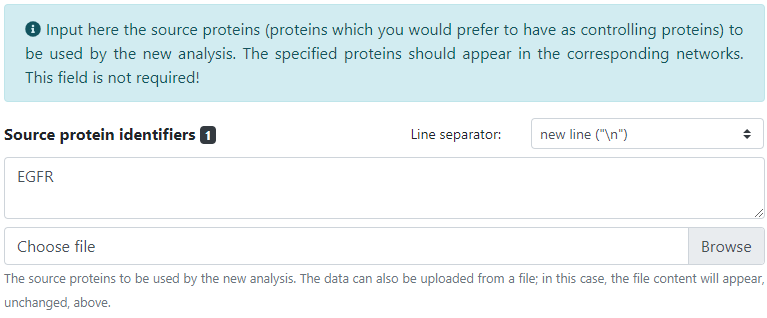 Input here the source proteins (proteins which you would prefer to have as controlling proteins) to
be used by the new analysis. The specified proteins should appear in the corresponding networks.
This field is not required!
Source protein identifiers 1
Line separator:
new line ("\n")
EGFR
Choose file
Browse
The source proteins to be used by the new analysis. The data can also be uploaded from a file; in this case, the file content will appear,
unchanged, above.